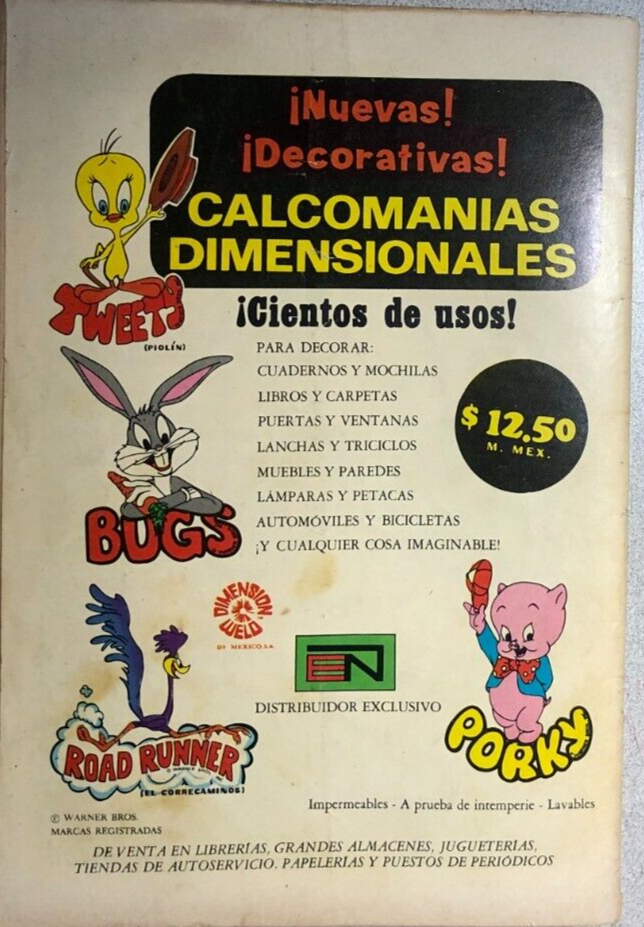 ¡Nuevas!
¡Decorativas!
CALCOMANIAS
DIMENSIONALES
¡Cientos de usos!
TWEETY
(PIOLÍN)
PARA DECORAR:
CUADERNOS Y MOCHILAS
LIBROS Y CARPETAS
PUERTAS Y VENTANAS
LANCHAS Y TRICICLOS
MUEBLES Y PAREDES
LÁMPARAS Y PETACAS
AUTOMÓVILES Y BICICLETAS
¡Y CUALQUIER COSA IMAGINABLE!
$ 12.50
M. MEX.
BUGS
DIMENSION
WELD
DE MEXICO, S.A.
EN
DISTRIBUIDOR EXCLUSIVO
ROAD RUNNER
(EL CORRECAMINOS)
PORKY
Impermeables - A prueba de intemperie - Lavables
© WARNER BROS.
MARCAS REGISTRADAS
DE VENTA EN LIBRERÍAS, GRANDES ALMACENES, JUGUETERÍAS,
TIENDAS DE AUTOSERVICIO. PAPELERÍAS Y PUESTOS DE PERIÓDICOS